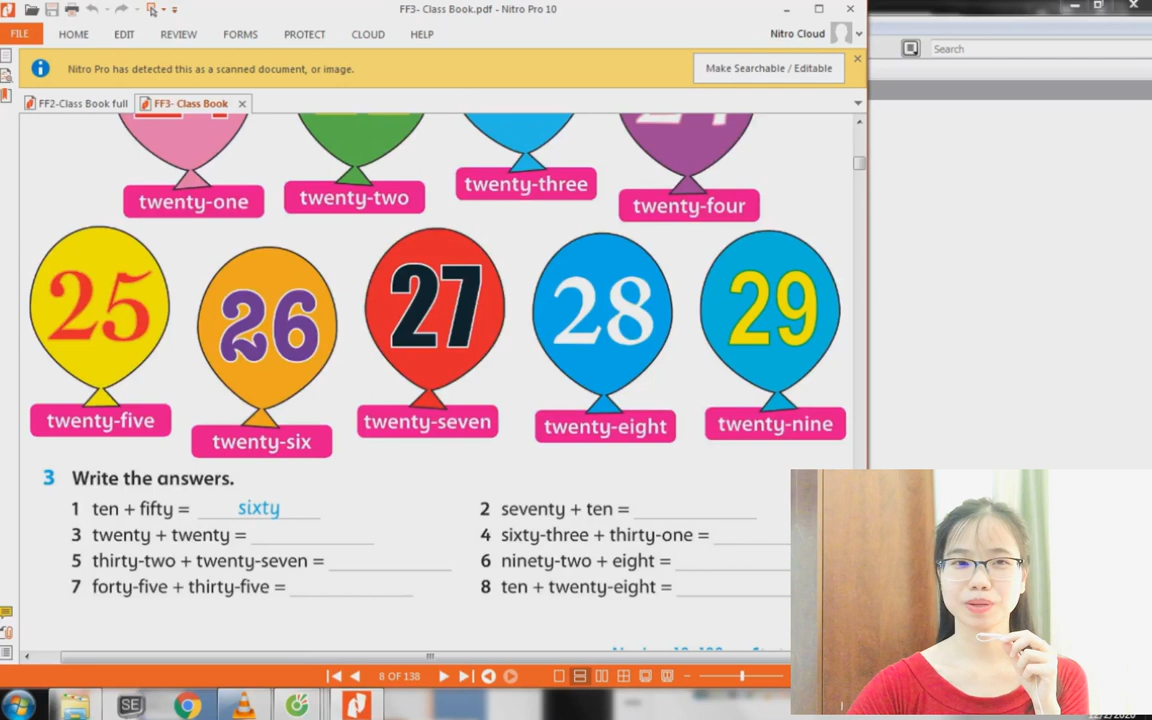 FF3- Class Book.pdf - Nitro Pro 10
FILE HOME EDIT REVIEW FORMS PROTECT CLOUD HELP
Nitro Cloud
Search
Nitro Pro has detected this as a scanned document, or image.
Make Searchable / Editable
FF2-Class Book full
FF3- Class Book
twenty-one
twenty-two
twenty-three
twenty-four
25
26
27
28
29
twenty-five
twenty-six
twenty-seven
twenty-eight
twenty-nine
3 Write the answers.
1 ten + fifty = sixty
2 seventy + ten =
3 twenty + twenty =
4 sixty-three + thirty-one =
5 thirty-two + twenty-seven =
6 ninety-two + eight =
7 forty-five + thirty-five =
8 ten + twenty-eight =
8 OF 138
SE